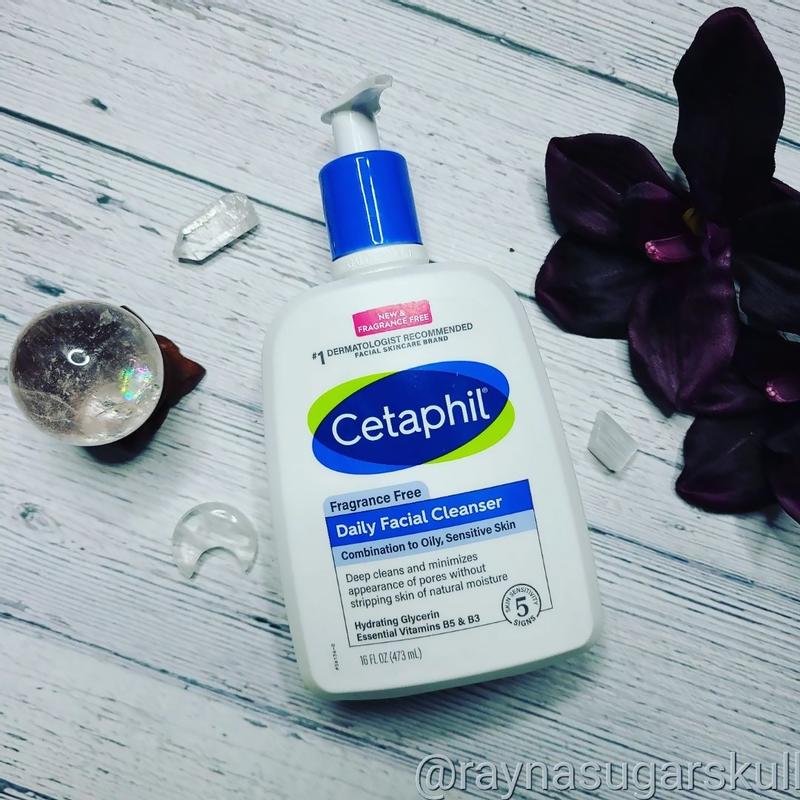 NEW &
FRAGRANCE FREE
#1 DERMATOLOGIST RECOMMENDED
FACIAL SKINCARE BRAND
Cetaphil®
Fragrance Free
Daily Facial Cleanser
Combination to Oily, Sensitive Skin
Deep cleans and minimizes
appearance of pores without
stripping skin of natural moisture
Hydrating Glycerin
Essential Vitamins B5 & B3
SKIN SENSITIVITY
5
SIGNS
16 FL OZ (473 mL)
@raynasugarskull